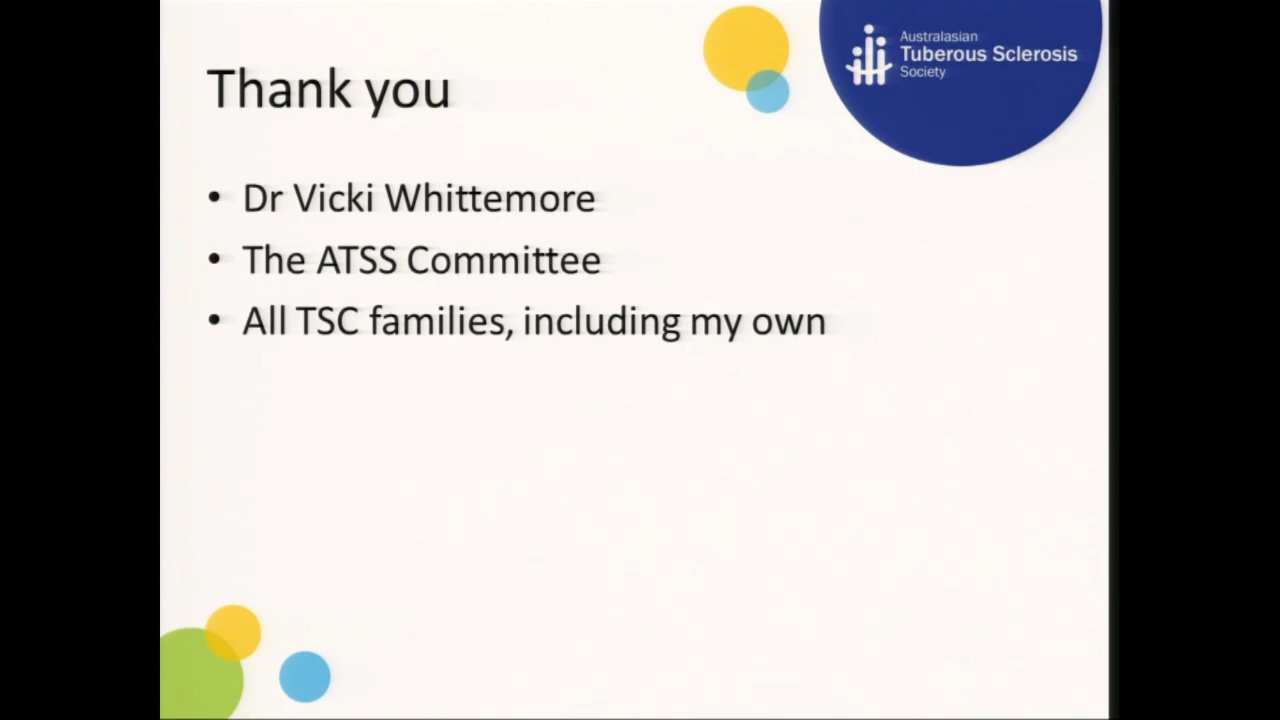 Australasian
Tuberous Sclerosis
Society
Thank you
• Dr Vicki Whittemore
• The ATSS Committee
• All TSC families, including my own